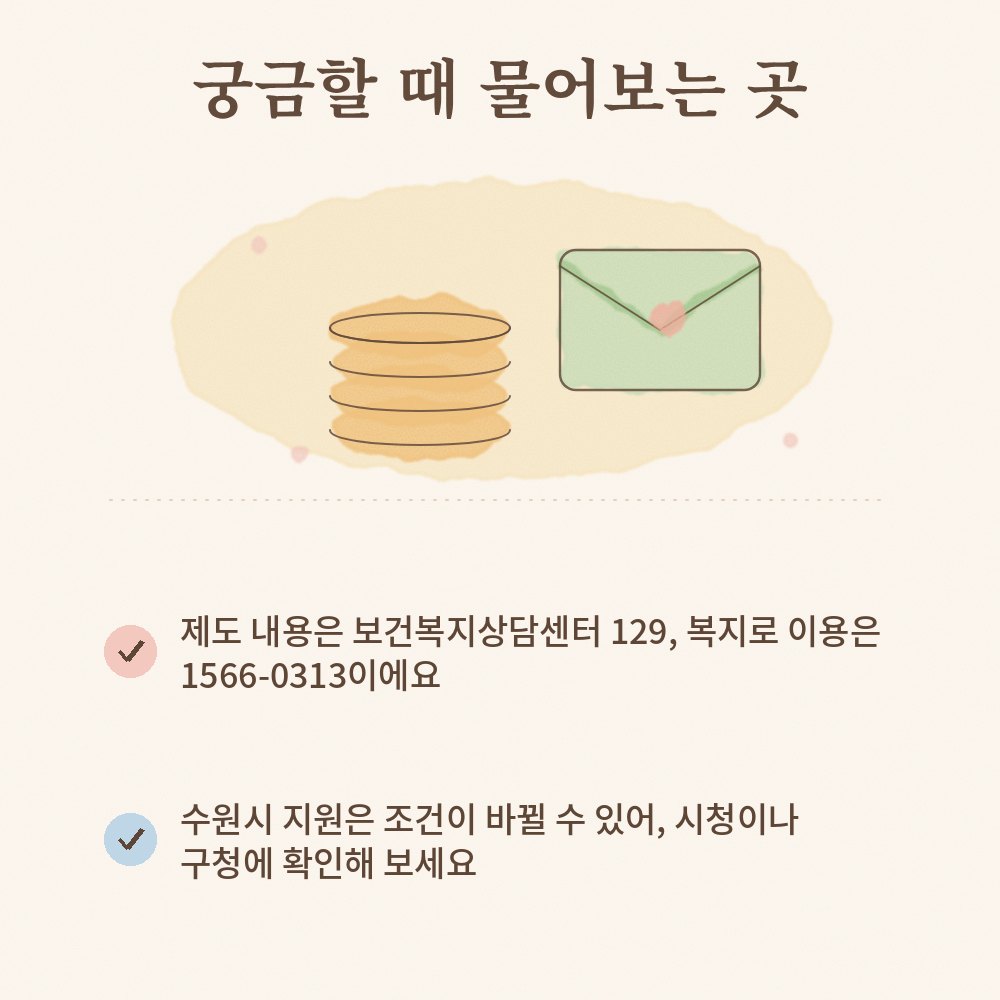 궁금할 때 물어보는 곳
제도 내용은 보건복지상담센터 129, 복지로 이용은
1566-0313이에요
수원시 지원은 조건이 바뀔 수 있어, 시청이나
구청에 확인해 보세요